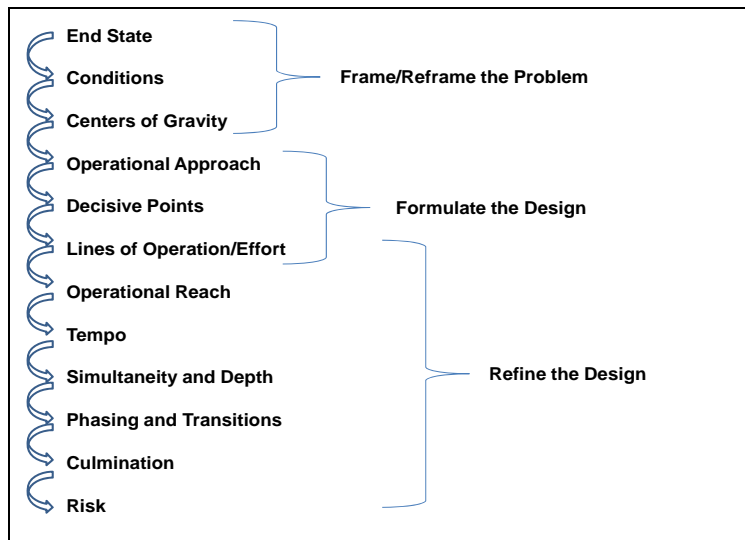 End State
Conditions
Centers of Gravity
Frame/Reframe the Problem
Operational Approach
Decisive Points
Lines of Operation/Effort
Formulate the Design
Operational Reach
Tempo
Simultaneity and Depth
Phasing and Transitions
Culmination
Risk
Refine the Design